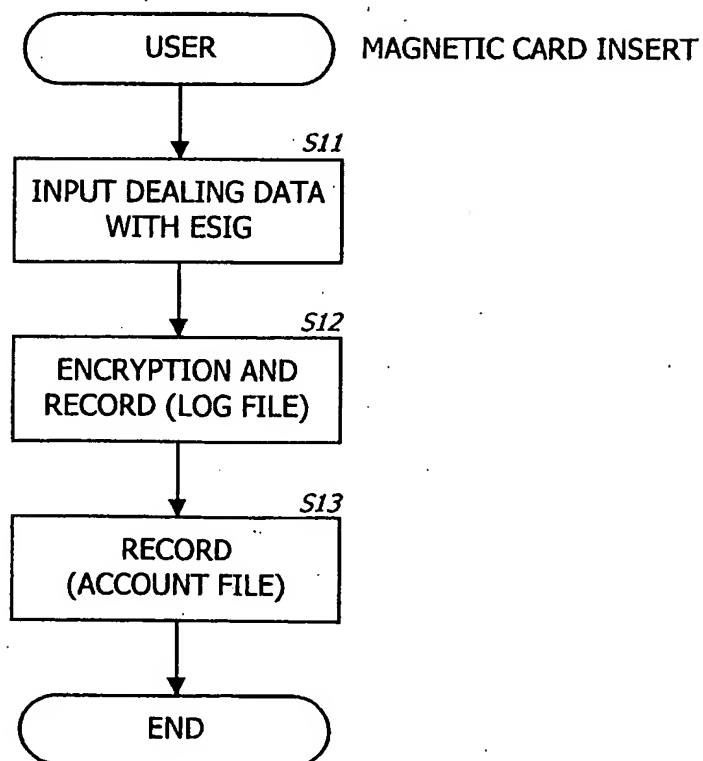 USER MAGNETIC CARD INSERT
S11
INPUT DEALING DATA
WITH ESIG
S12
ENCRYPTION AND
RECORD (LOG FILE)
S13
RECORD
(ACCOUNT FILE)
END